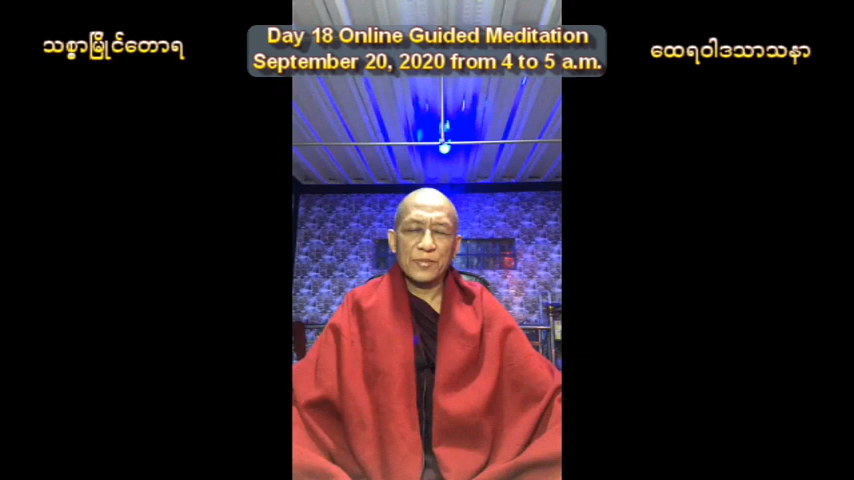 သစ္စာမြိုင်တောရ
Day 18 Online Guided Meditation
September 20, 2020 from 4 to 5 a.m.
ထေရဝါဒသာသနာ